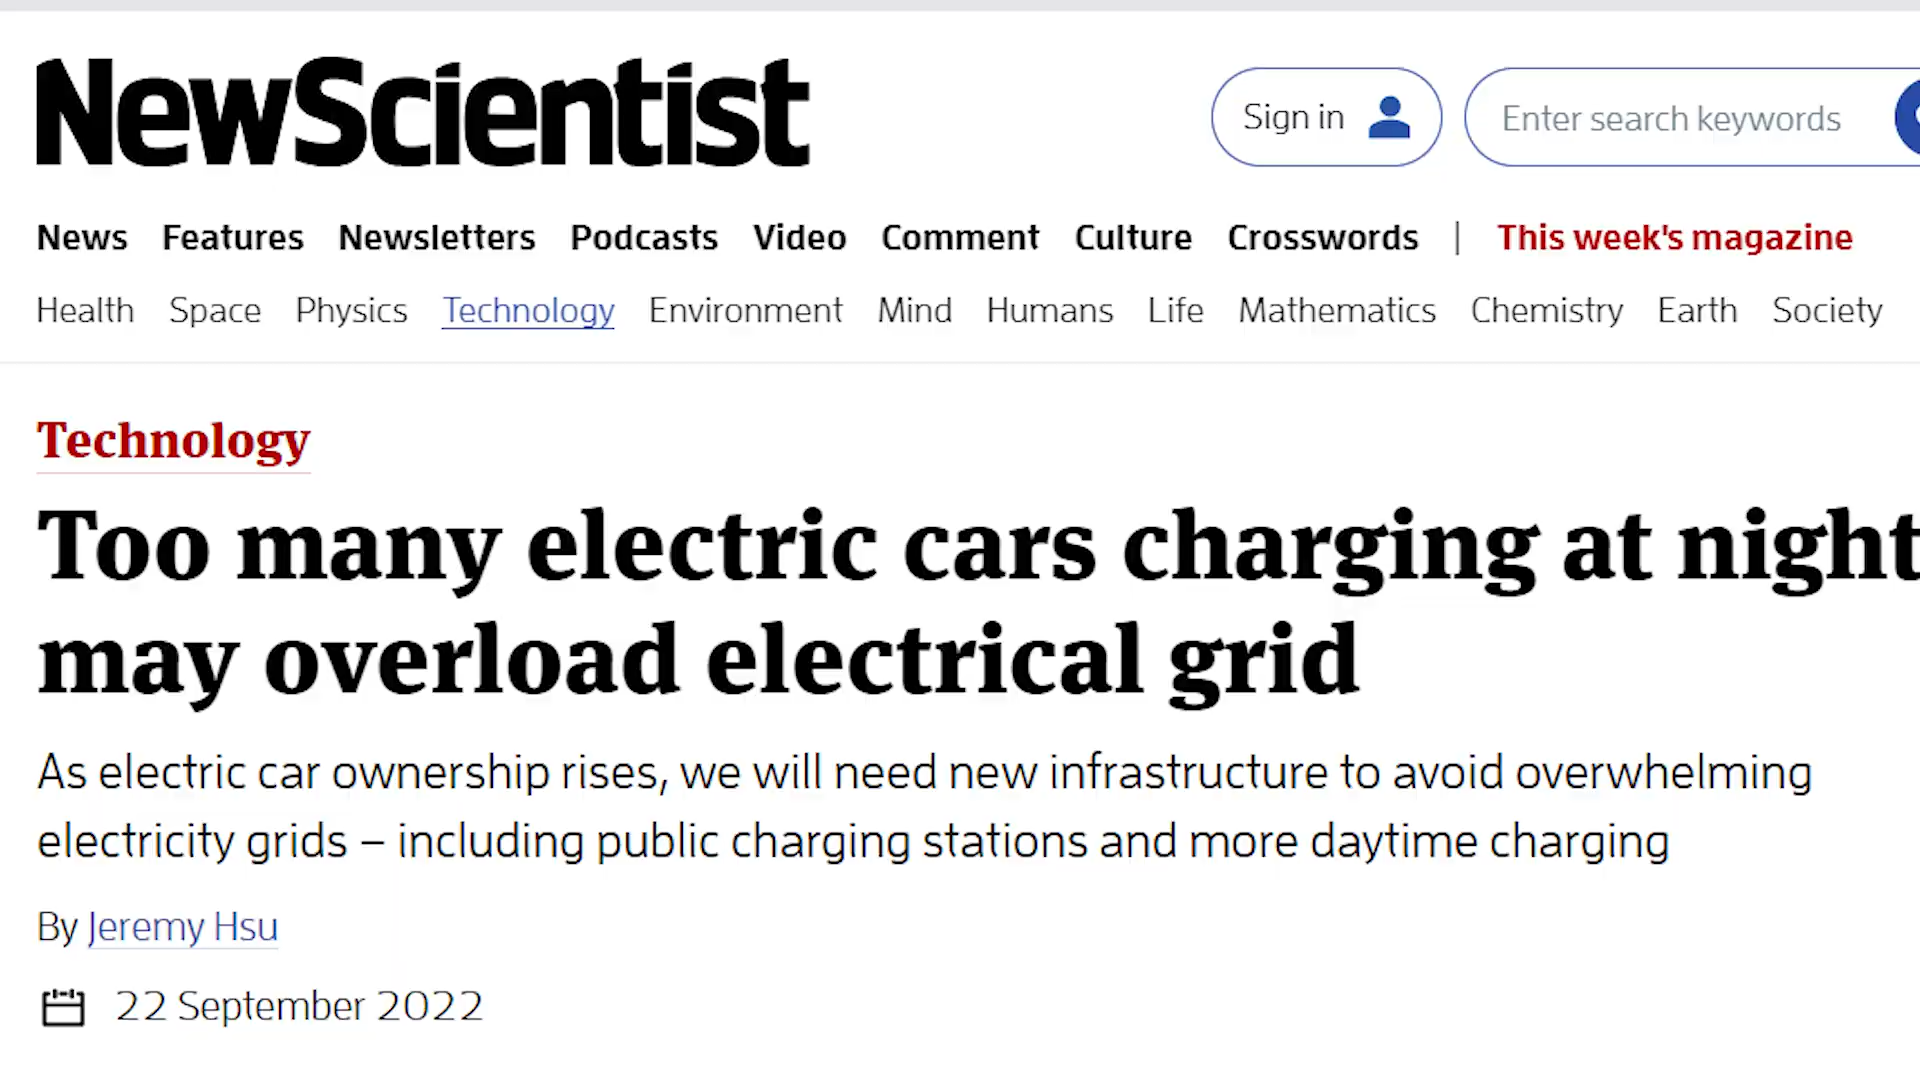 NewScientist
Sign in
Enter search keywords
News Features Newsletters Podcasts Video Comment Culture Crosswords | This week's magazine
Health Space Physics Technology Environment Mind Humans Life Mathematics Chemistry Earth Society
Technology
Too many electric cars charging at night
may overload electrical grid
As electric car ownership rises, we will need new infrastructure to avoid overwhelming
electricity grids – including public charging stations and more daytime charging
By Jeremy Hsu
22 September 2022